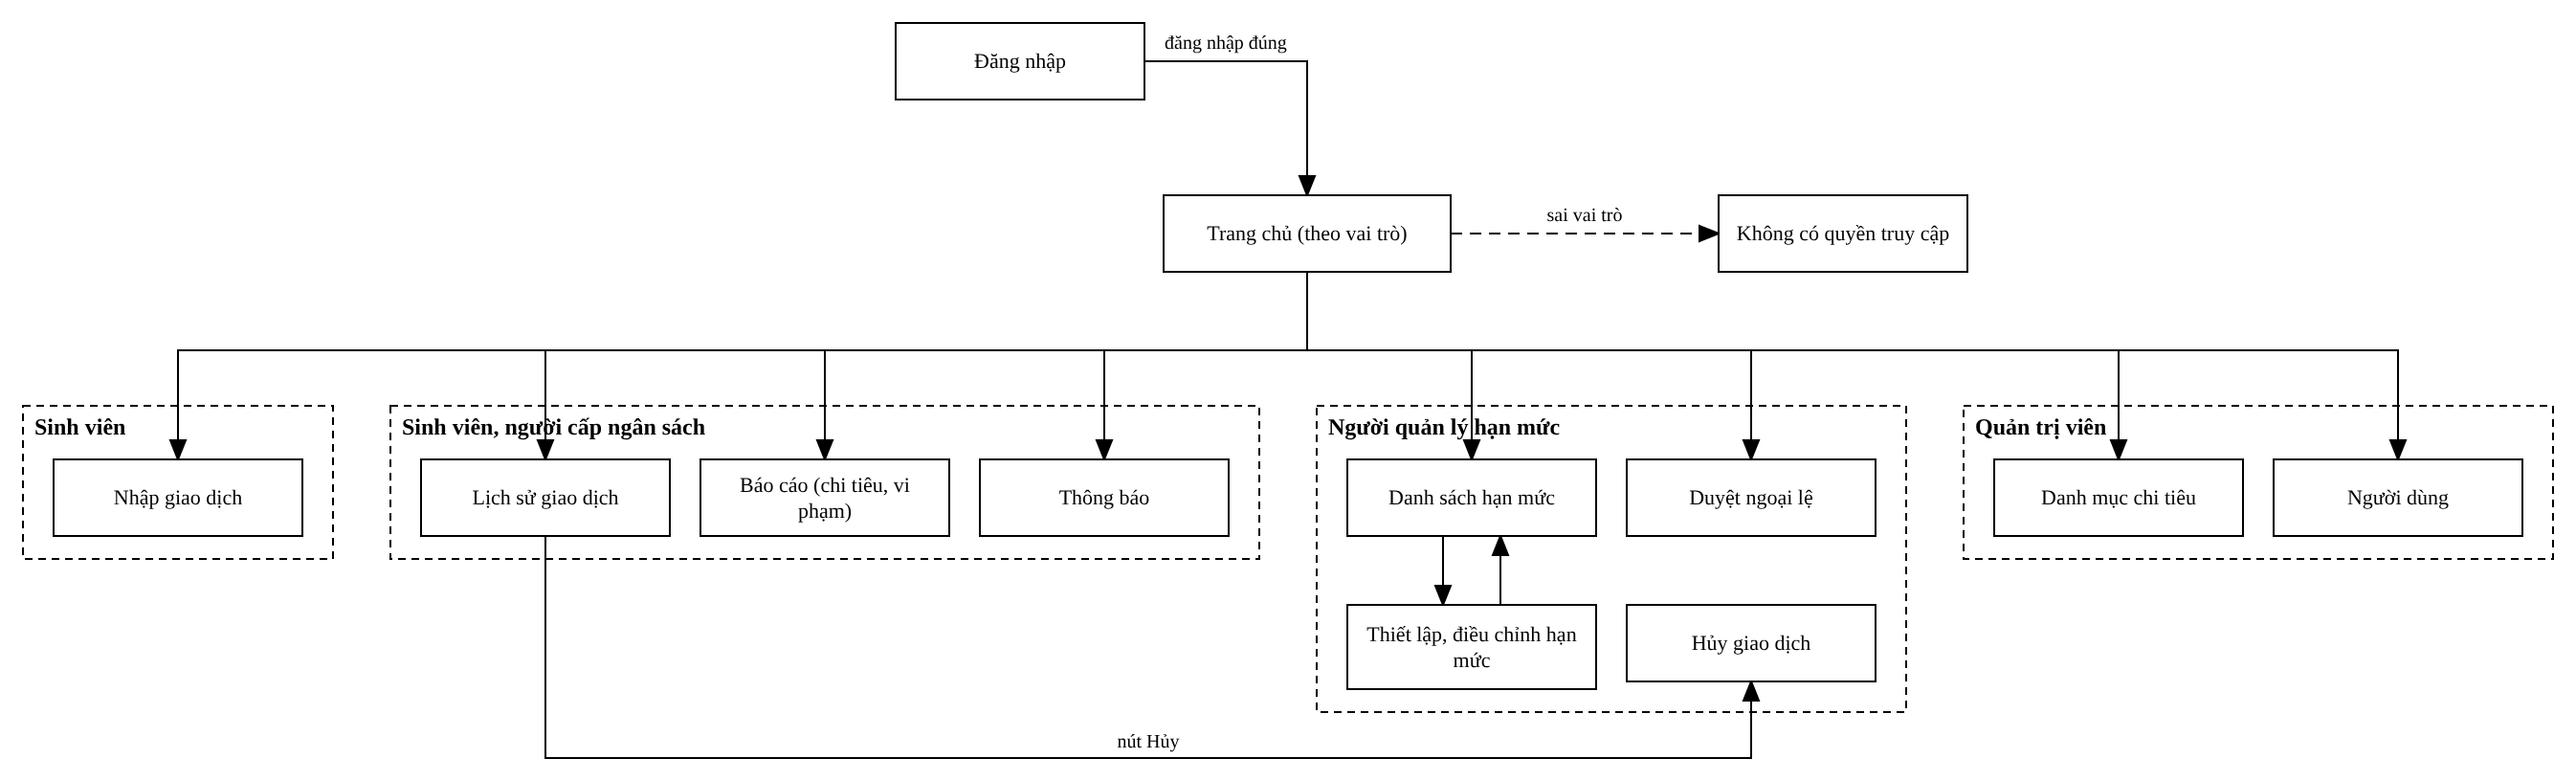 Đăng nhập
đăng nhập đúng
Trang chủ (theo vai trò)
sai vai trò
Không có quyền truy cập
Sinh viên
Nhập giao dịch
Sinh viên, người cấp ngân sách
Lịch sử giao dịch
Báo cáo (chi tiêu, vi
phạm)
Thông báo
Người quản lý hạn mức
Danh sách hạn mức
Duyệt ngoại lệ
Thiết lập, điều chỉnh hạn
mức
Hủy giao dịch
Quản trị viên
Danh mục chi tiêu
Người dùng
nút Hủy